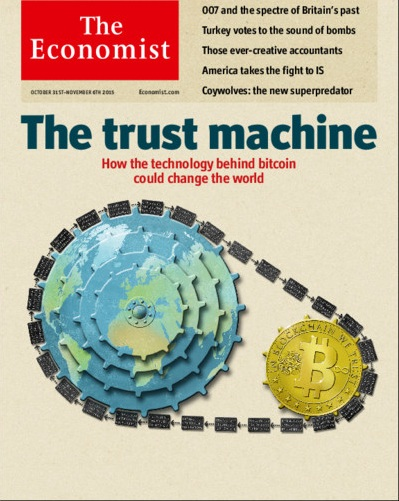 The
Economist
OCTOBER 31ST–NOVEMBER 6TH 2015
Economist.com
007 and the spectre of Britain's past
Turkey votes to the sound of bombs
Those ever-creative accountants
America takes the fight to IS
Coywolves: the new superpredator
The trust machine
How the technology behind bitcoin
could change the world
BLOCKCHAIN WE TRUST